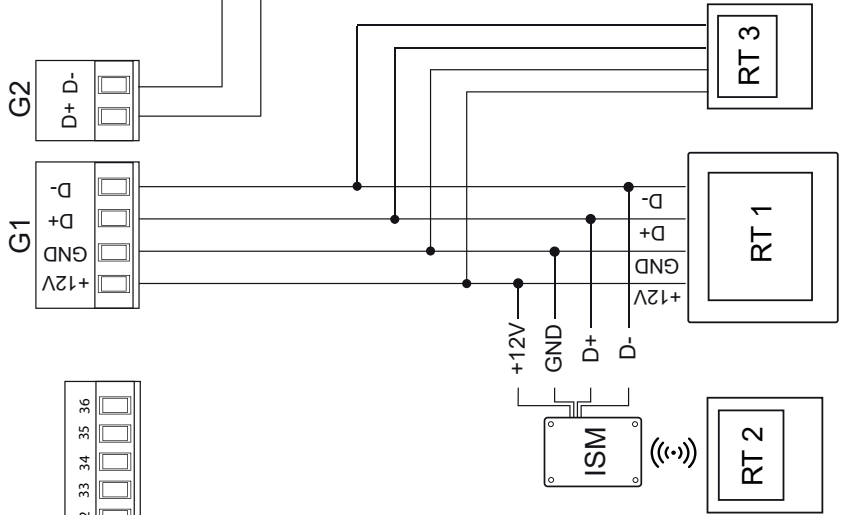 G2
D+ D-
RT 3
G1
D-
D+
GND
+12V
D-
D+
GND
+12V
RT 1
+12V
GND
D+
D-
36
35
34
33
ISM
RT 2